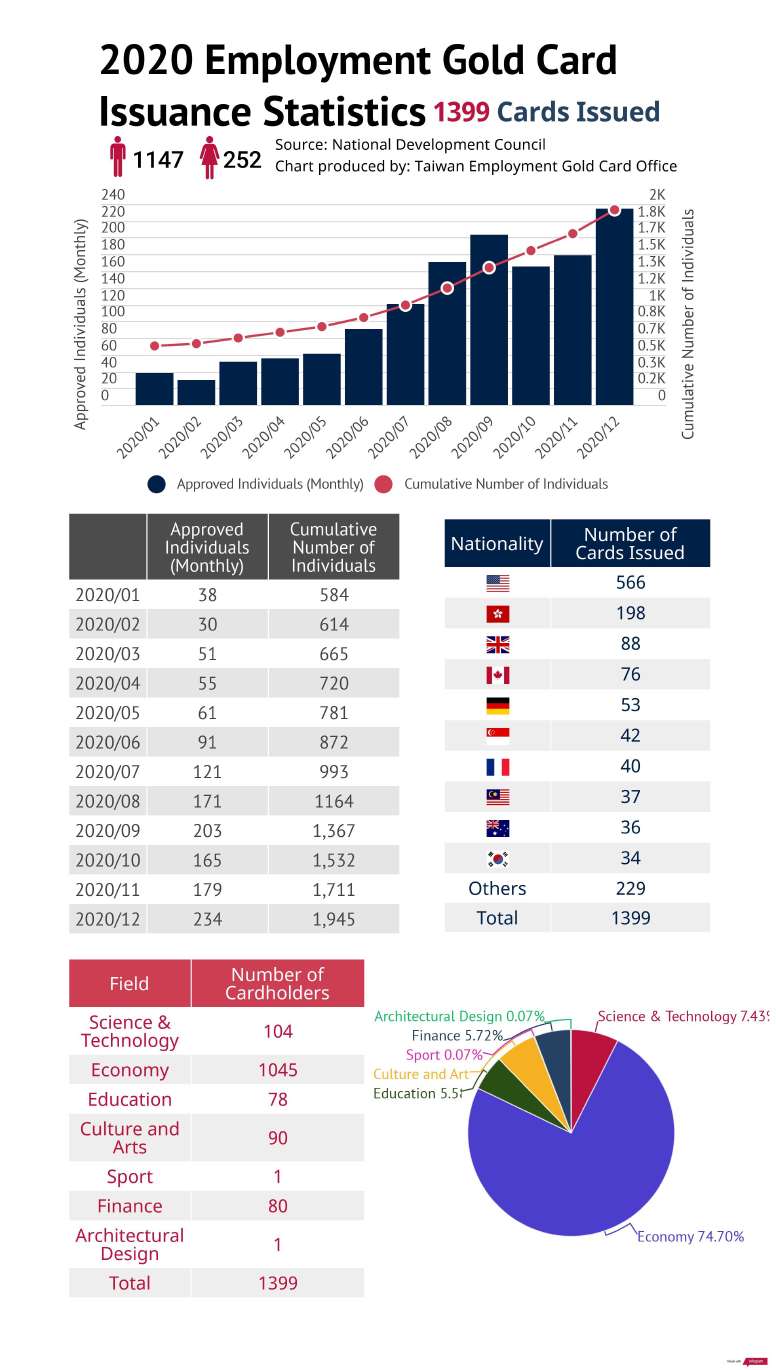 2020 Employment Gold Card
Issuance Statistics 1399 Cards Issued
1147 252
Source: National Development Council
Chart produced by: Taiwan Employment Gold Card Office
Approved Individuals (Monthly)
240
220
200
180
160
140
120
100
80
60
40
20
0
2K
1.8K
1.7K
1.5K
1.3K
1.2K
1K
0.8K
0.7K
0.5K
0.3K
0.2K
0
Cumulative Number of Individuals
2020/01
2020/02
2020/03
2020/04
2020/05
2020/06
2020/07
2020/08
2020/09
2020/10
2020/11
2020/12
Approved Individuals (Monthly) Cumulative Number of Individuals
Approved
Individuals
(Monthly)
Cumulative
Number of
Individuals
2020/01 38 584
2020/02 30 614
2020/03 51 665
2020/04 55 720
2020/05 61 781
2020/06 91 872
2020/07 121 993
2020/08 171 1164
2020/09 203 1,367
2020/10 165 1,532
2020/11 179 1,711
2020/12 234 1,945
Nationality
Number of
Cards Issued
566
198
88
76
53
42
40
37
36
34
Others 229
Total 1399
Field
Number of
Cardholders
Science &
Technology
104
Economy 1045
Education 78
Culture and
Arts
90
Sport 1
Finance 80
Architectural
Design
1
Total 1399
Architectural Design 0.07%
Science & Technology 7.43%
Finance 5.72%
Sport 0.07%
Culture and Art
Education 5.5
Economy 74.70%